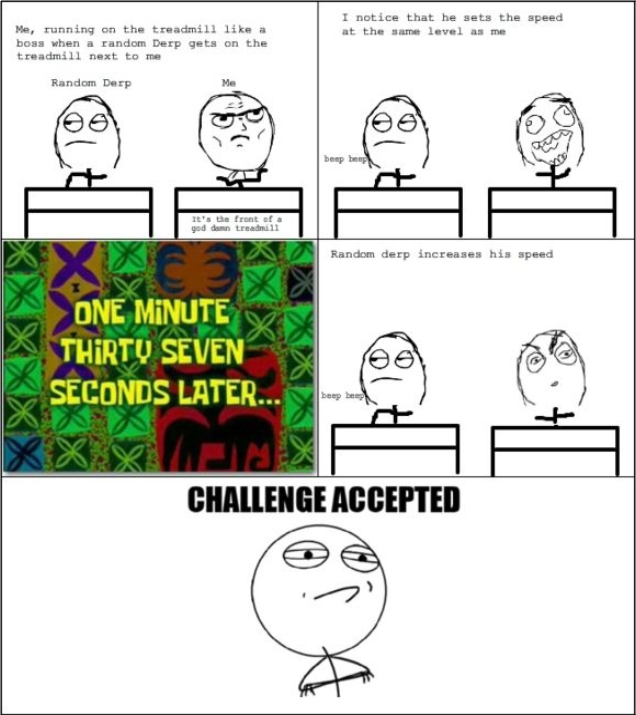 Me, running on the treadmill like a
boss when a random Derp gets on the
treadmill next to me
Random Derp
Me
It's the front of a
god damn treadmill
I notice that he sets the speed
at the same level as me
beep beep
ONE MINUTE
THIRTY SEVEN
SECONDS LATER...
Random derp increases his speed
beep beep
CHALLENGE ACCEPTED